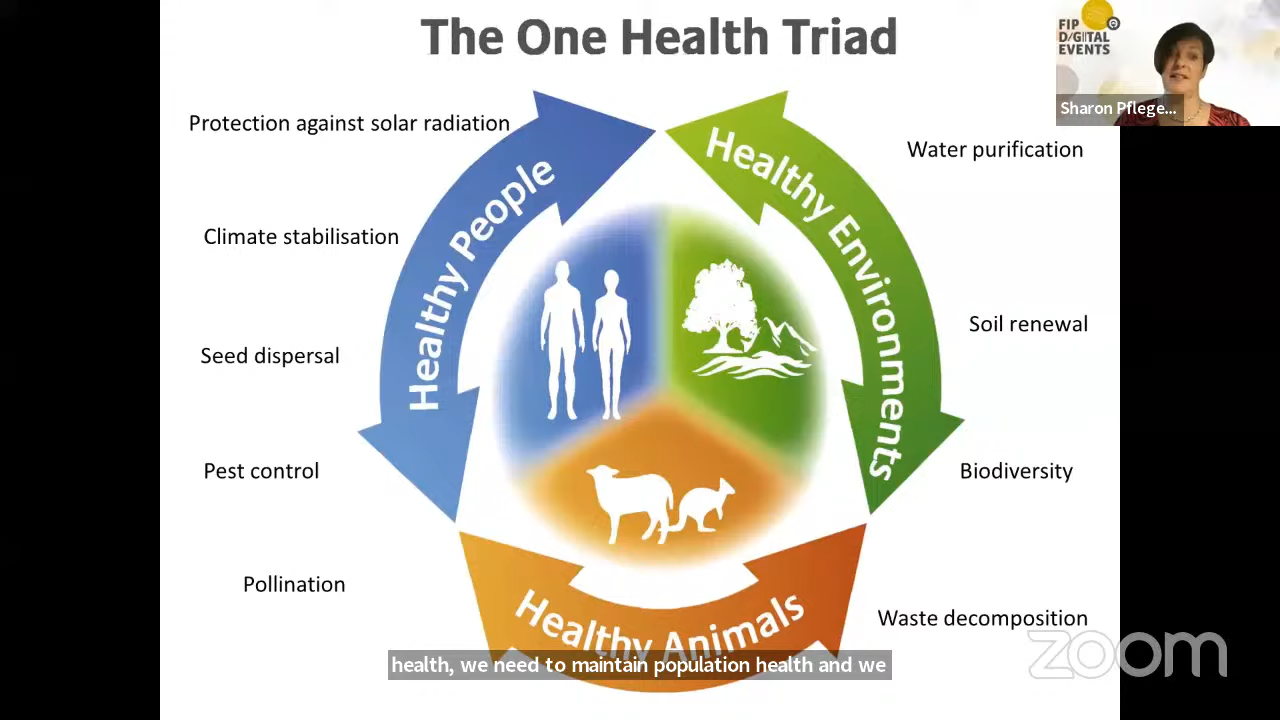 The One Health Triad
FIP
DIGITAL
EVENTS
Sharon Pflege...
Protection against solar radiation
Climate stabilisation
Seed dispersal
Pest control
Pollination
Healthy People
Healthy Environments
Healthy Animals
Water purification
Soil renewal
Biodiversity
Waste decomposition
zoom
health, we need to maintain population health and we